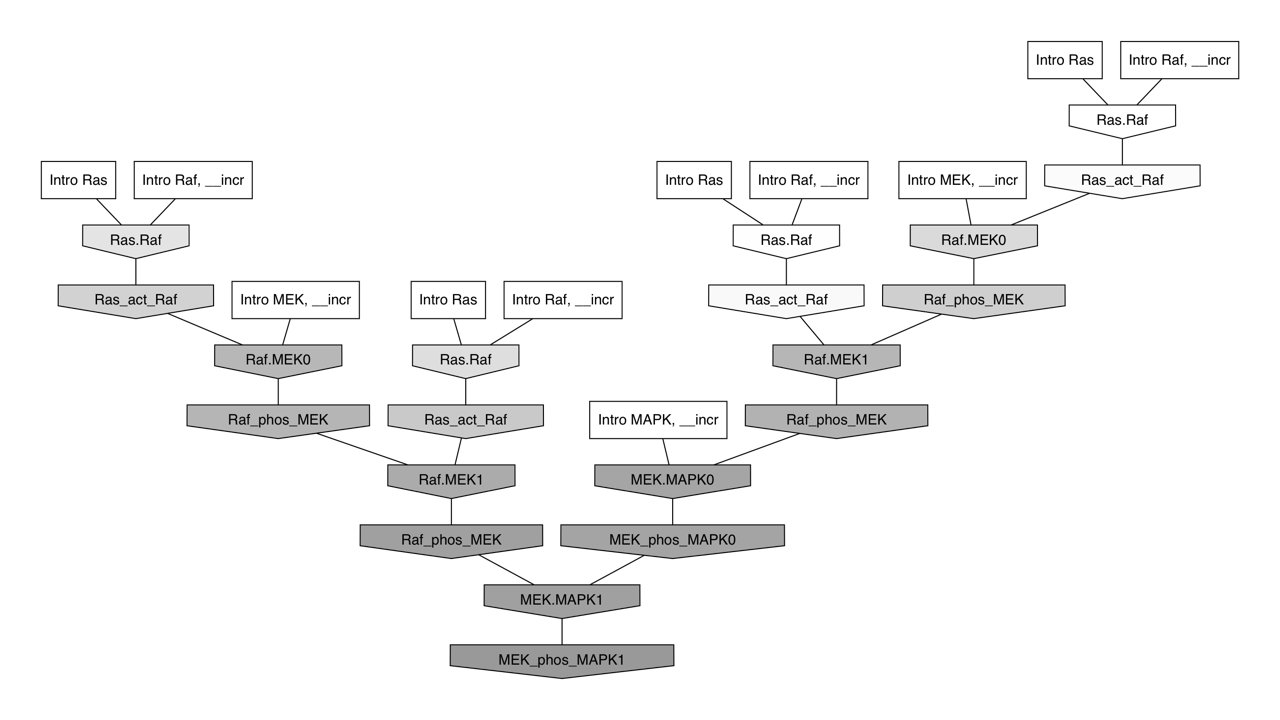 Intro Ras
Intro Raf, __incr
Ras.Raf
Intro Ras
Intro Raf, __incr
Intro Ras
Intro Raf, __incr
Intro MEK, __incr
Ras_act_Raf
Ras.Raf
Ras.Raf
Raf.MEK0
Ras_act_Raf
Intro MEK, __incr
Intro Ras
Intro Raf, __incr
Ras_act_Raf
Raf_phos_MEK
Raf.MEK0
Ras.Raf
Raf.MEK1
Raf_phos_MEK
Ras_act_Raf
Intro MAPK, __incr
Raf_phos_MEK
Raf.MEK1
MEK.MAPK0
Raf_phos_MEK
MEK_phos_MAPK0
MEK.MAPK1
MEK_phos_MAPK1